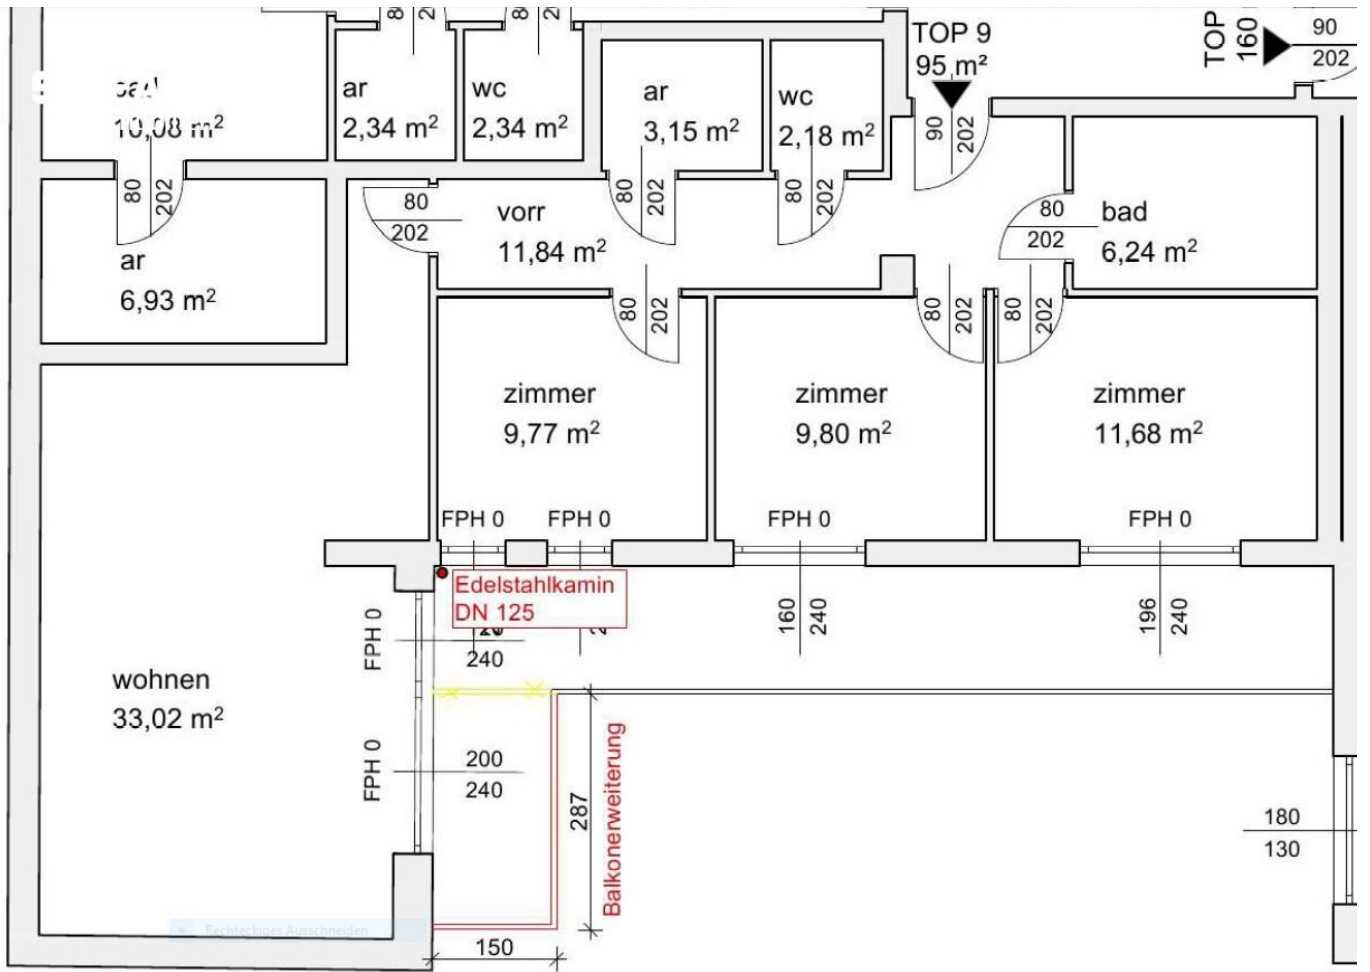 80
80
TOP 9
95 m²
TOP
160
90
202
bad
10,08 m²
ar
2,34 m²
wc
2,34 m²
ar
3,15 m²
wc
2,18 m²
90
202
80
202
80
202
vorr
11,84 m²
80
202
80
202
80
202
bad
6,24 m²
ar
6,93 m²
80
202
80
202
80
202
zimmer
9,77 m²
zimmer
9,80 m²
zimmer
11,68 m²
FPH 0
FPH 0
FPH 0
FPH 0
Edelstahlkamin
DN 125
240
160
240
196
240
FPH 0
wohnen
33,02 m²
FPH 0
200
240
287
Balkonerweiterung
180
130
Rechteckiges Ausschneiden
150